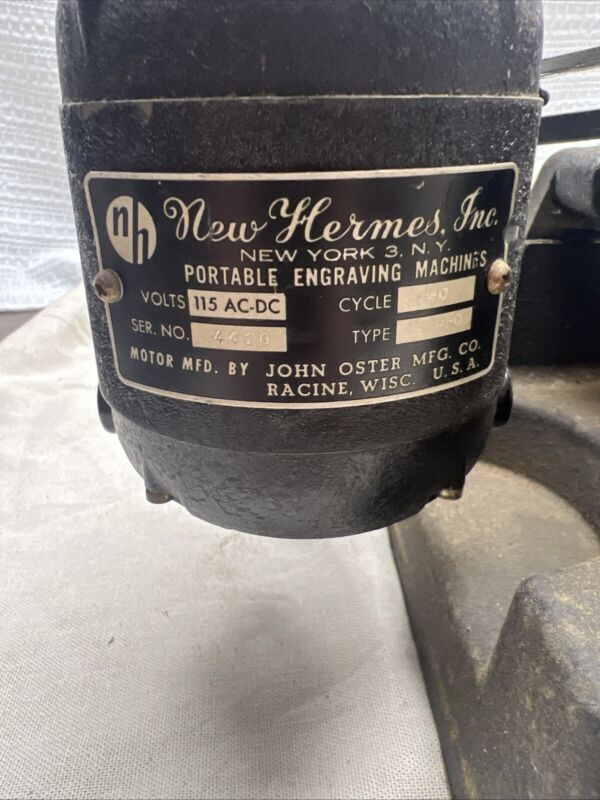 nh New Hermes, Inc.
NEW YORK 3, N.Y.
PORTABLE ENGRAVING MACHINES
VOLTS 115 AC-DC CYCLE
SER. NO. 4410 TYPE
MOTOR MFD. BY JOHN OSTER MFG. CO.
RACINE, WISC. U.S.A.